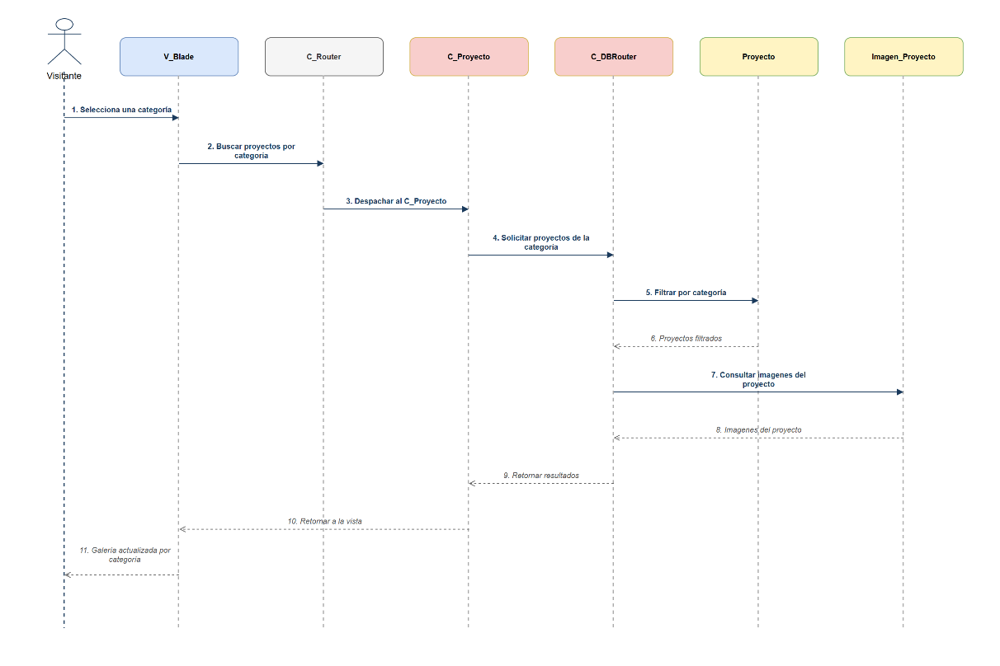 Visitante
V_Blade
C_Router
C_Proyecto
C_DBRouter
Proyecto
Imagen_Proyecto
1. Selecciona una categoría
2. Buscar proyectos por
categoría
3. Despachar al C_Proyecto
4. Solicitar proyectos de la
categoría
5. Filtrar por categoría
6. Proyectos filtrados
7. Consultar imagenes del
proyecto
8. Imagenes del proyecto
9. Retornar resultados
10. Retornar a la vista
11. Galeria actualizada por
categoría